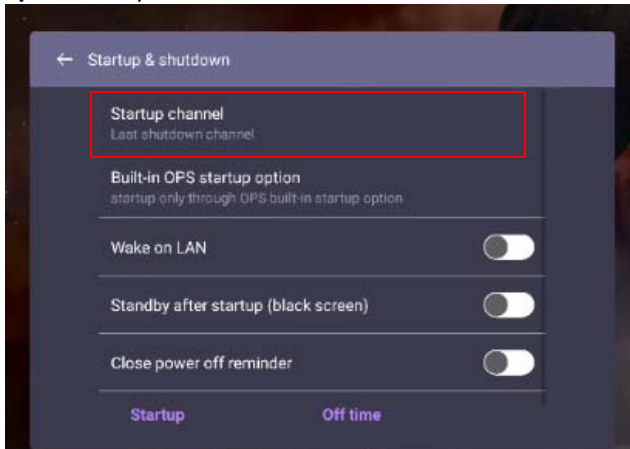 Startup & shutdown
Startup channel
Last shutdown channel
Built-in OPS startup option
startup only through OPS built-in startup option
Wake on LAN
Standby after startup (black screen)
Close power off reminder
Startup Off time